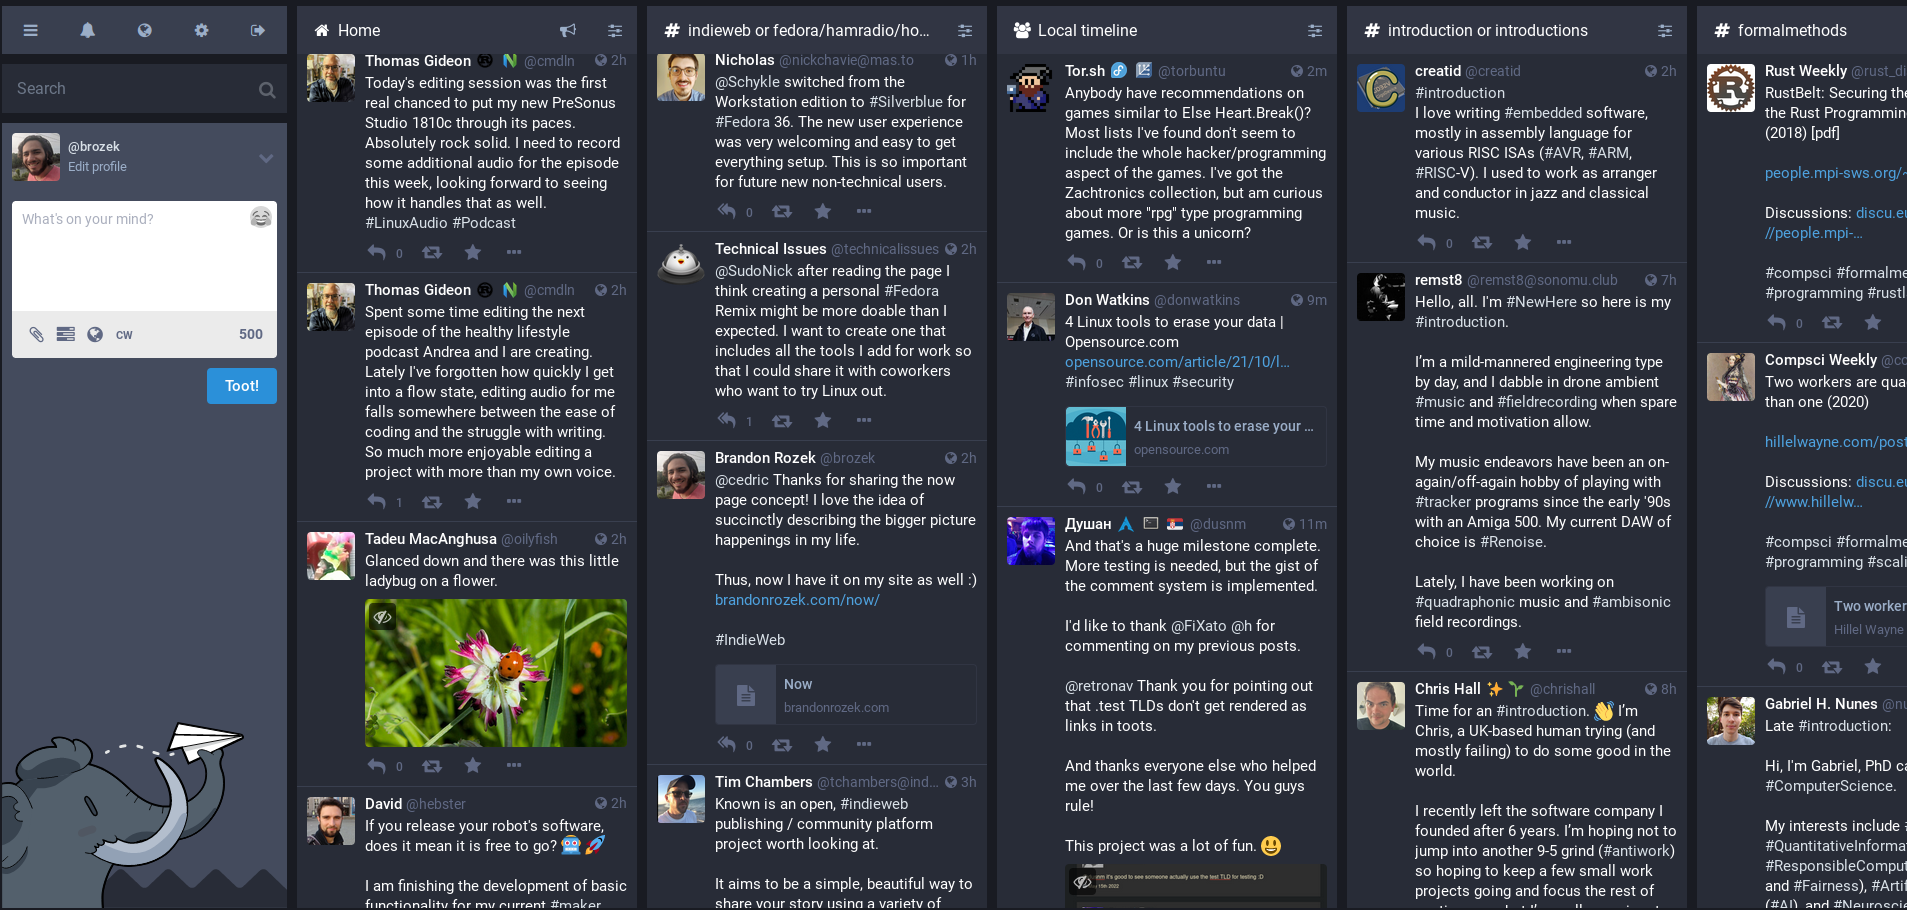 Search
@brozek
Edit profile
What's on your mind?
CW
500
Toot!
Home
Thomas Gideon @cmdln 2h
Today's editing session was the first
real chanced to put my new PreSonus
Studio 1810c through its paces.
Absolutely rock solid. I need to record
some additional audio for the episode
this week, looking forward to seeing
how it handles that as well.
#LinuxAudio #Podcast
0
Thomas Gideon @cmdln 2h
Spent some time editing the next
episode of the healthy lifestyle
podcast Andrea and I are creating.
Lately I've forgotten how quickly I get
into a flow state, editing audio for me
falls somewhere between the ease of
coding and the struggle with writing.
So much more enjoyable editing a
project with more than my own voice.
1
Tadeu MacAnghusa @oilyfish 2h
Glanced down and there was this little
ladybug on a flower.
0
David @hebster 2h
If you release your robot's software,
does it mean it is free to go? 🤖 🚀
I am finishing the development of basic
functionality for my current #maker
indieweb or fedora/hamradio/ho...
Nicholas @nickchavie@mas.to 1h
@Schykle switched from the
Workstation edition to #Silverblue for
#Fedora 36. The new user experience
was very welcoming and easy to get
everything setup. This is so important
for future new non-technical users.
0
Technical Issues @technicalissues 2h
@SudoNick after reading the page I
think creating a personal #Fedora
Remix might be more doable than I
expected. I want to create one that
includes all the tools I add for work so
that I could share it with coworkers
who want to try Linux out.
1
Brandon Rozek @brozek 2h
@cedric Thanks for sharing the now
page concept! I love the idea of
succinctly describing the bigger picture
happenings in my life.
Thus, now I have it on my site as well :)
brandonrozek.com/now/
#IndieWeb
Now
brandonrozek.com
0
Tim Chambers @tchambers@ind... 3h
Known is an open, #indieweb
publishing / community platform
project worth looking at.
It aims to be a simple, beautiful way to
share your story using a variety of
Local timeline
Tor.sh @torbuntu 2m
Anybody have recommendations on
games similar to Else Heart.Break()?
Most lists I've found don't seem to
include the whole hacker/programming
aspect of the games. I've got the
Zachtronics collection, but am curious
about more "rpg" type programming
games. Or is this a unicorn?
0
Don Watkins @donwatkins 9m
4 Linux tools to erase your data |
Opensource.com
opensource.com/article/21/10/l...
#infosec #linux #security
4 Linux tools to erase your ...
opensource.com
0
Душан @dusnm 11m
And that's a huge milestone complete.
More testing is needed, but the gist of
the comment system is implemented.
I'd like to thank @FiXato @h for
commenting on my previous posts.
@retronav Thank you for pointing out
that .test TLDs don't get rendered as
links in toots.
And thanks everyone else who helped
me over the last few days. You guys
rule!
This project was a lot of fun. 😃
it's good to see someone actually use the test TLD for testing :D
introduction or introductions
creatid @creatid 2h
#introduction
I love writing #embedded software,
mostly in assembly language for
various RISC ISAs (#AVR, #ARM,
#RISC-V). I used to work as arranger
and conductor in jazz and classical
music.
0
remst8 @remst8@sonomu.club 7h
Hello, all. I'm #NewHere so here is my
#introduction.
I'm a mild-mannered engineering type
by day, and I dabble in drone ambient
#music and #fieldrecording when spare
time and motivation allow.
My music endeavors have been an on-
again/off-again hobby of playing with
#tracker programs since the early '90s
with an Amiga 500. My current DAW of
choice is #Renoise.
Lately, I have been working on
#quadraphonic music and #ambisonic
field recordings.
0
Chris Hall ✨ 🌱 @chrishall 8h
Time for an #introduction. 👋 I'm
Chris, a UK-based human trying (and
mostly failing) to do some good in the
world.
I recently left the software company I
founded after 6 years. I'm hoping not to
jump into another 9-5 grind (#antiwork)
so hoping to keep a few small work
projects going and focus the rest of
formalmethods
Rust Weekly @rust_di
RustBelt: Securing the
the Rust Programming
(2018) [pdf]
people.mpi-sws.org/~
Discussions: discu.eu
//people.mpi-...
#compsci #formalme
#programming #rustl
0
Compsci Weekly @co
Two workers are quad
than one (2020)
hillelwayne.com/post
Discussions: discu.eu
//www.hillelw...
#compsci #formalme
#programming #scali
Two worker
Hillel Wayne
0
Gabriel H. Nunes @nu
Late #introduction:
Hi, I'm Gabriel, PhD ca
#ComputerScience.
My interests include #
#QuantitativeInformat
#ResponsibleComput
and #Fairness), #Artif
(#AI), and #Neuroscie